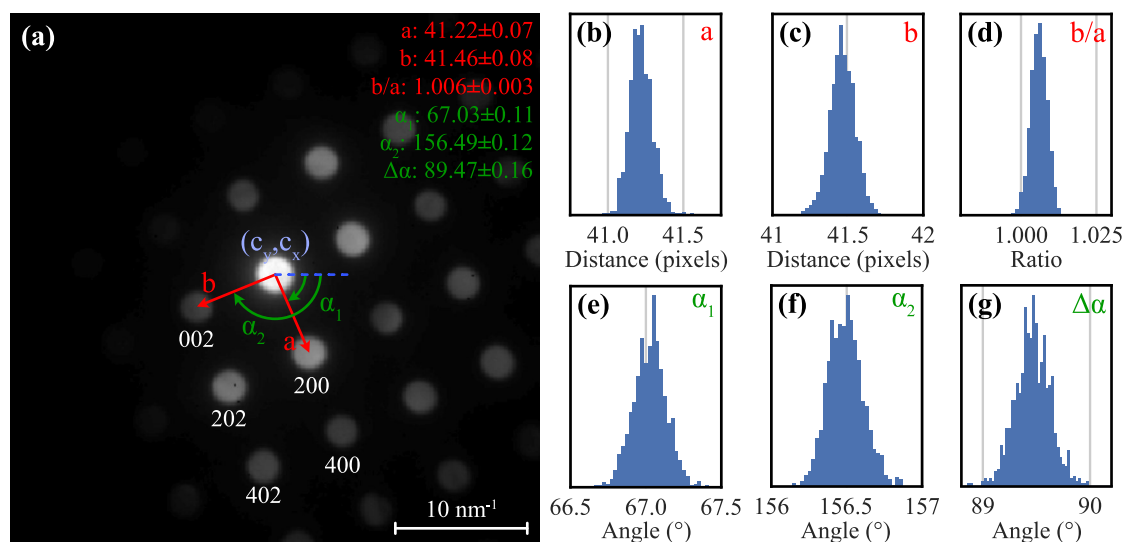 (a)
a: 41.22±0.07
b: 41.46±0.08
b/a: 1.006±0.003
α₁: 67.03±0.11
α₂: 156.49±0.12
Δα: 89.47±0.16
(c_y,c_x)
b
α₁
α₂
a
002
200
202
400
402
10 nm⁻¹
(b) a
41.0 41.5
Distance (pixels)
(c) b
41 41.5 42
Distance (pixels)
(d) b/a
1.000 1.025
Ratio
(e) α₁
66.5 67.0 67.5
Angle (°)
(f) α₂
156 156.5 157
Angle (°)
(g) Δα
89 90
Angle (°)